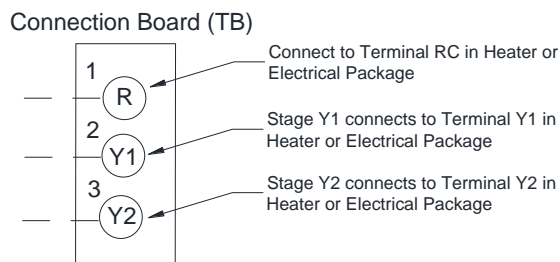 Connection Board (TB)
1
R
Connect to Terminal RC in Heater or
Electrical Package
2
Y1
Stage Y1 connects to Terminal Y1 in
Heater or Electrical Package
3
Y2
Stage Y2 connects to Terminal Y2 in
Heater or Electrical Package